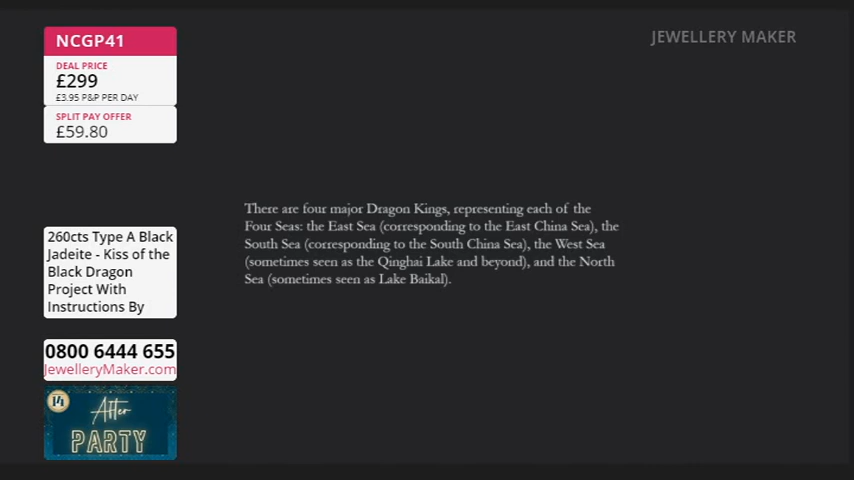 NCGP41
DEAL PRICE
£299
£3.95 P&P PER DAY
SPLIT PAY OFFER
£59.80
JEWELLERY MAKER
There are four major Dragon Kings, representing each of the
Four Seas: the East Sea (corresponding to the East China Sea), the
South Sea (corresponding to the South China Sea), the West Sea
(sometimes seen as the Qinghai Lake and beyond), and the North
Sea (sometimes seen as Lake Baikal).
260cts Type A Black
Jadeite - Kiss of the
Black Dragon
Project With
Instructions By
0800 6444 655
JewelleryMaker.com
14
After
PARTY